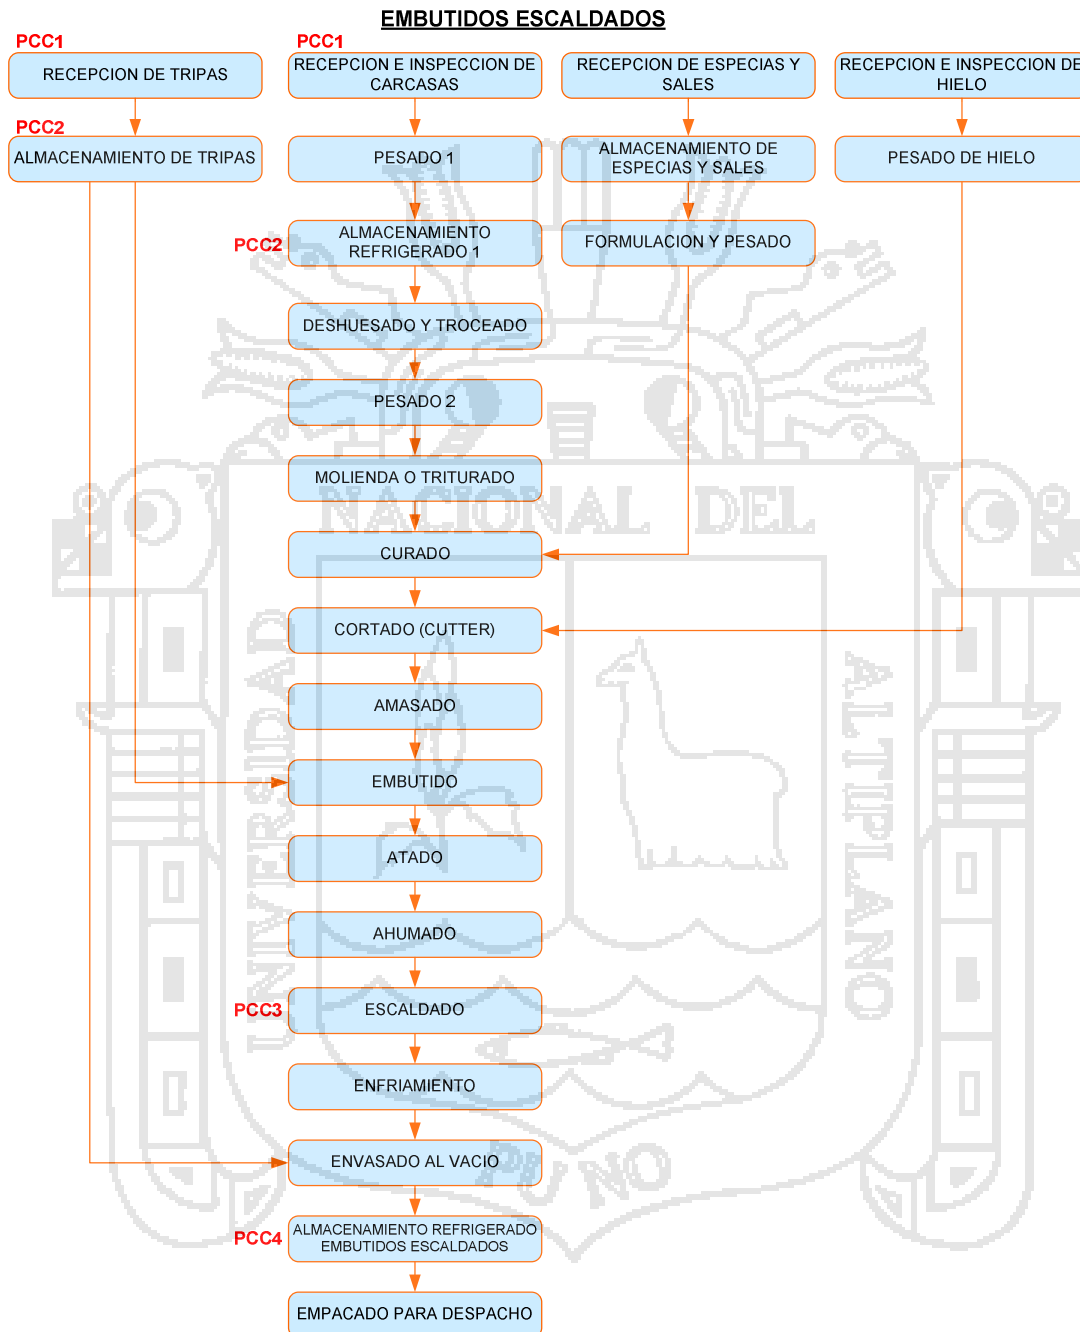 EMBUTIDOS ESCALDADOS
PCC1
RECEPCION DE TRIPAS
PCC1
RECEPCION E INSPECCION DE
CARCASAS
RECEPCION DE ESPECIAS Y
SALES
RECEPCION E INSPECCION DE
HIELO
PCC2
ALMACENAMIENTO DE TRIPAS
PESADO 1
ALMACENAMIENTO DE
ESPECIAS Y SALES
PESADO DE HIELO
PCC2
ALMACENAMIENTO
REFRIGERADO 1
FORMULACION Y PESADO
DESHUESADO Y TROCEADO
PESADO 2
MOLIENDA O TRITURADO
CURADO
CORTADO (CUTTER)
AMASADO
EMBUTIDO
ATADO
AHUMADO
PCC3
ESCALDADO
ENFRIAMIENTO
ENVASADO AL VACIO
PCC4
ALMACENAMIENTO REFRIGERADO
EMBUTIDOS ESCALDADOS
EMPACADO PARA DESPACHO
UNIVERSIDAD
NACIONAL DEL
ALTIPLANO
PUNO